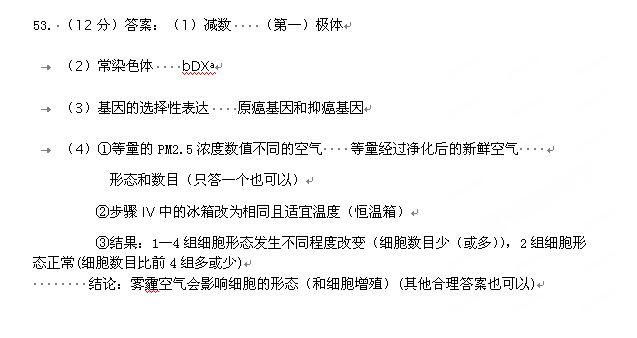 53. (12分)答案: (1)减数 (第一)极体
(2)常染色体 bDXᵃ
(3)基因的选择性表达 原癌基因和抑癌基因
(4)①等量的PM2.5浓度数值不同的空气 等量经过净化后的新鲜空气
形态和数目(只答一个也可以)
②步骤IV中的冰箱改为相同且适宜温度(恒温箱)
③结果: 1—4组细胞形态发生不同程度改变(细胞数目少(或多)), 2组细胞形
态正常(细胞数目比前4组多或少)
结论: 雾霾空气会影响细胞的形态(和细胞增殖)(其他合理答案也可以)